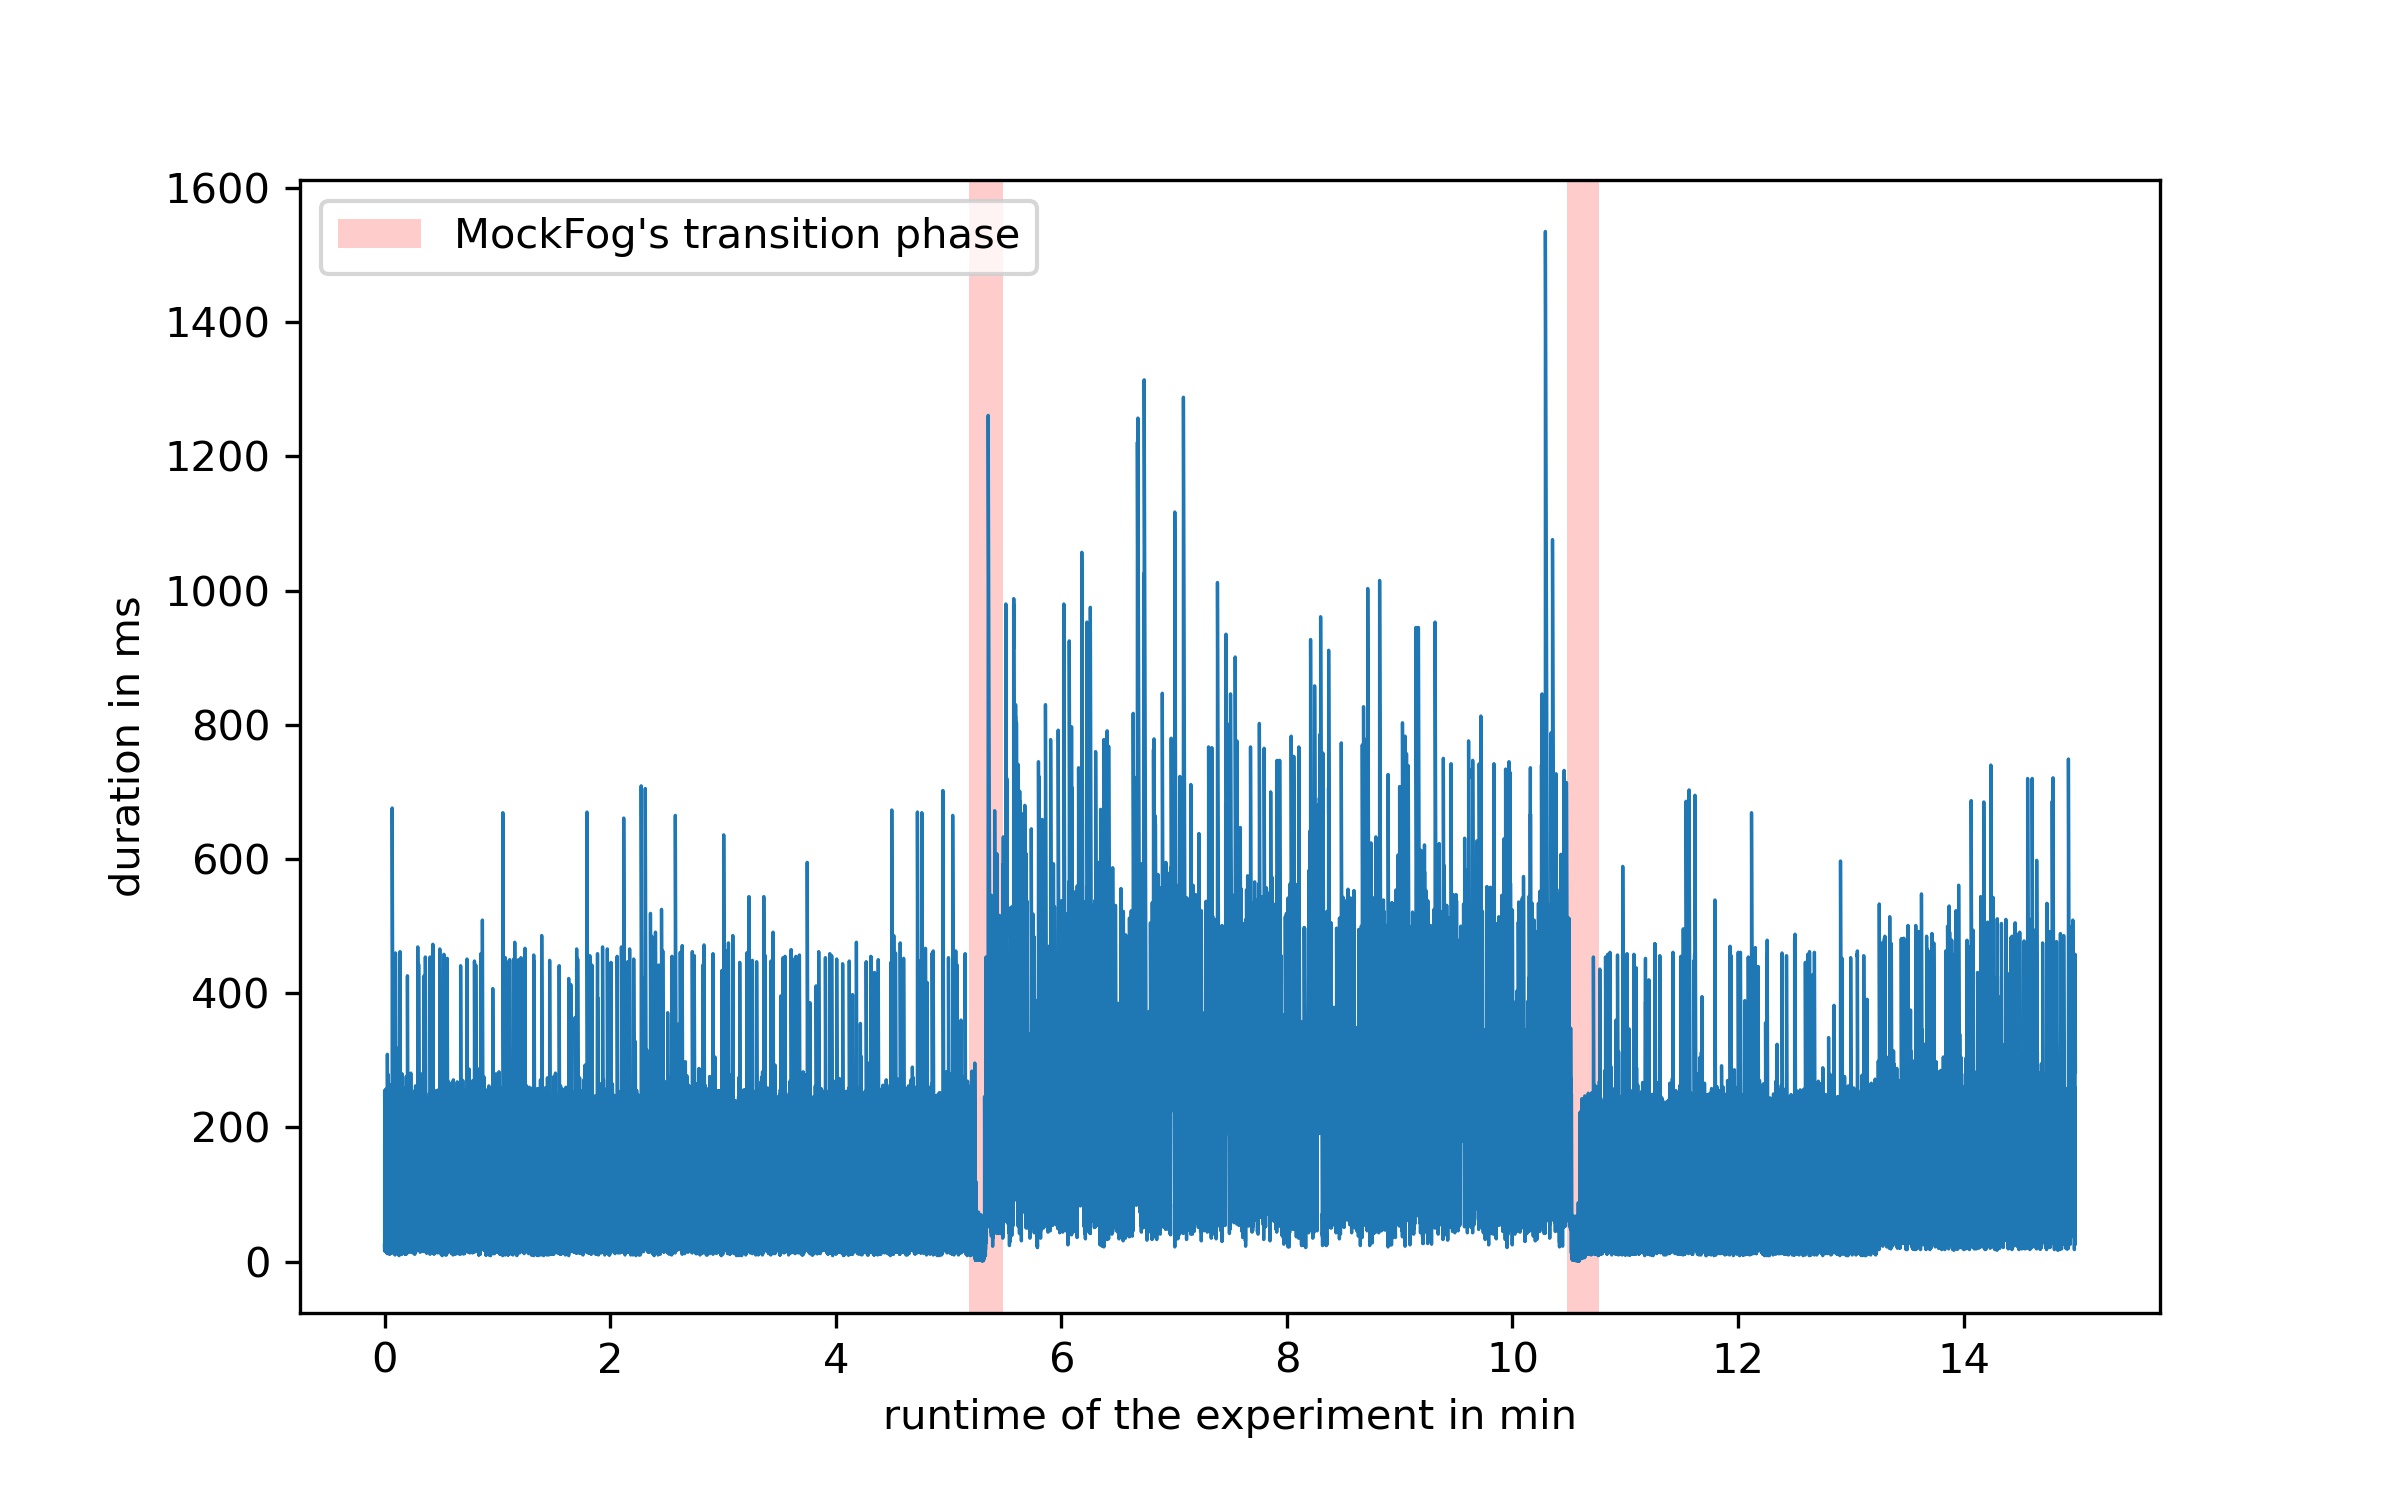 1600
MockFog's transition phase
1400
1200
1000
800
600
400
200
0
duration in ms
0 2 4 6 8 10 12 14
runtime of the experiment in min